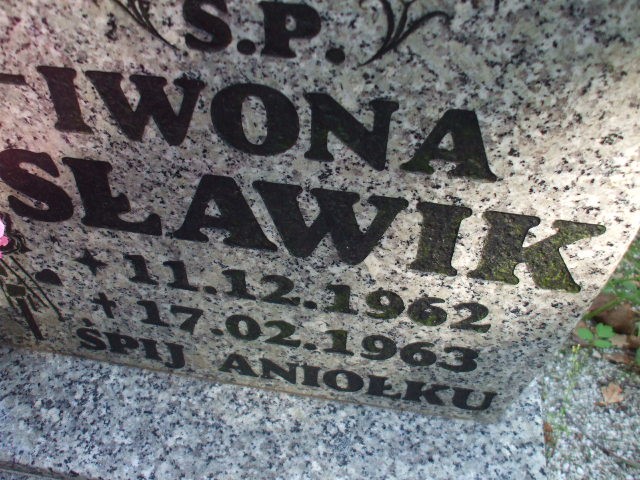 Ś.P.
IWONA
SŁAWIK
* 11.12.1962
+ 17.02.1963
ŚPIJ ANIOŁKU